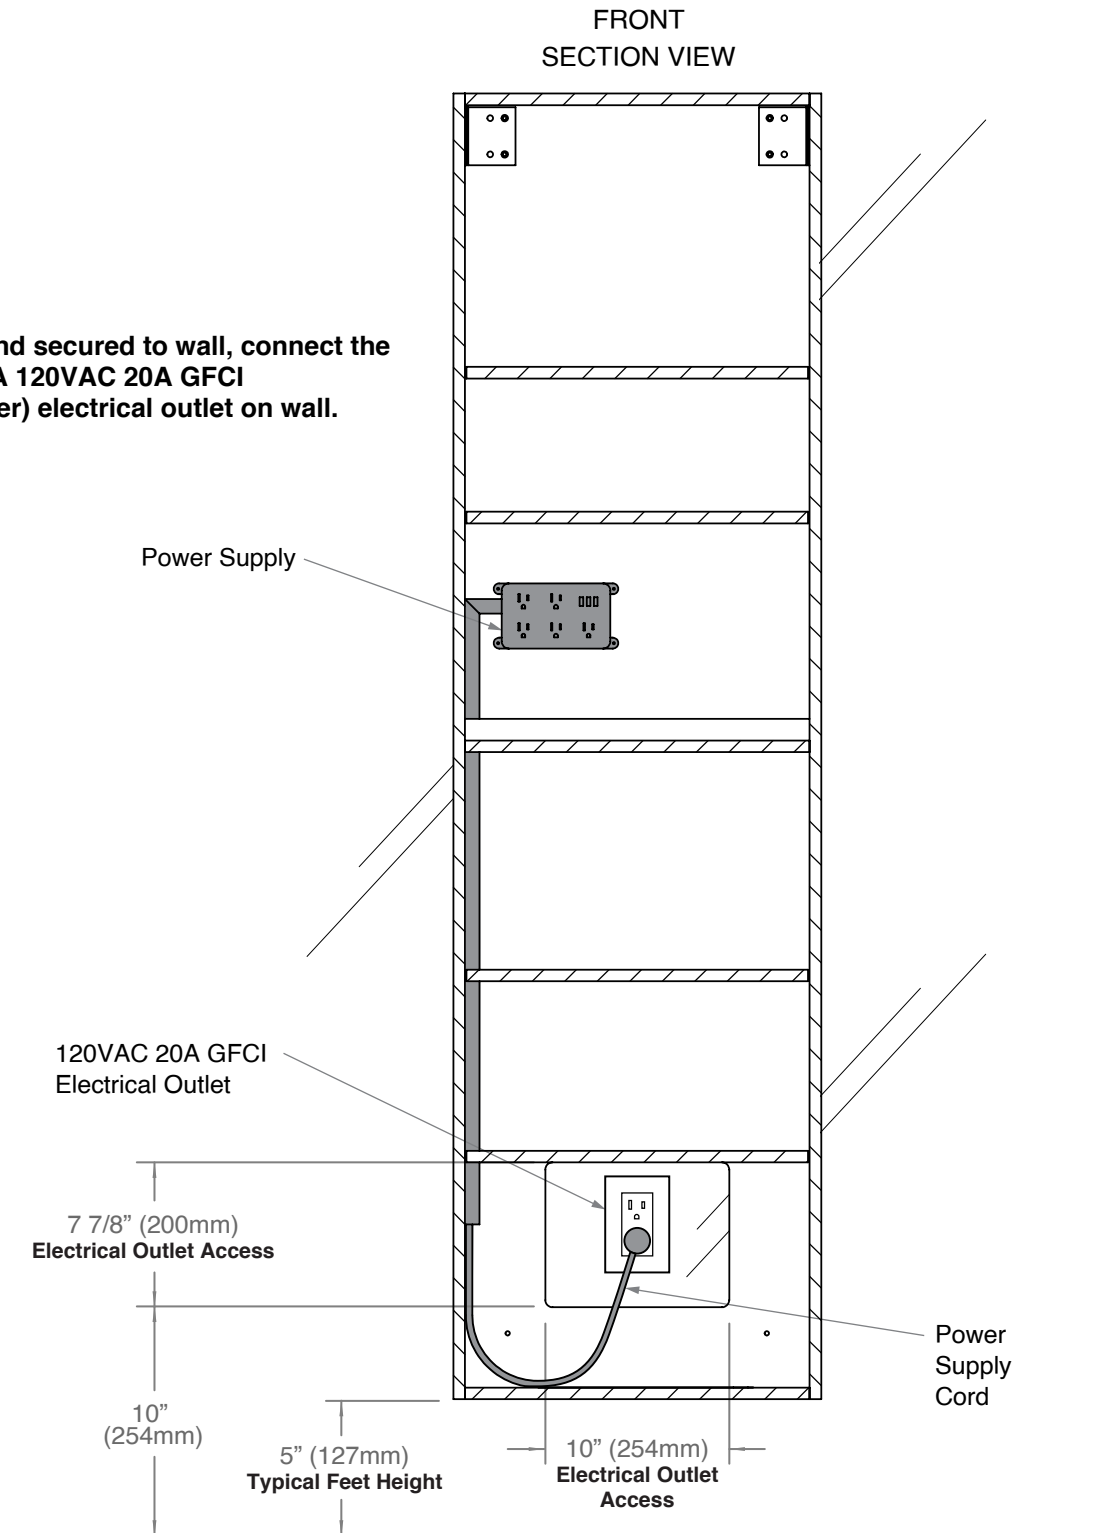 FRONT
SECTION VIEW
nd secured to wall, connect the
A 120VAC 20A GFCI
er) electrical outlet on wall.
Power Supply
120VAC 20A GFCI
Electrical Outlet
7 7/8” (200mm)
Electrical Outlet Access
Power
Supply
Cord
10”
(254mm)
5” (127mm)
Typical Feet Height
10” (254mm)
Electrical Outlet
Access